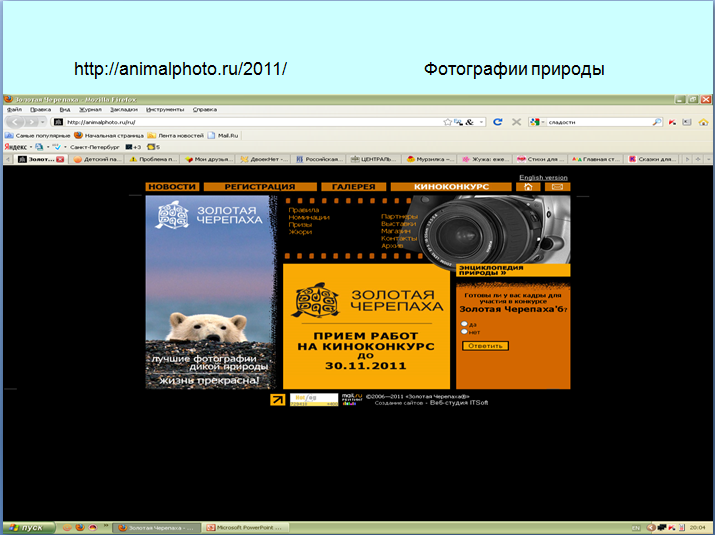 http://animalphoto.ru/2011/
Фотографии природы
Золотая Черепаха - Mozilla Firefox
Файл Правка Вид Журнал Закладки Инструменты Справка
http://animalphoto.ru/ru/
сладости
Самые популярные Начальная страница Лента новостей Mail.Ru
Яндекс Санкт-Петербург +3 5
Золот... Детский па... Проблема п... Мои друзья... ДвоекНет -... Российская... ЦЕНТРАЛЬ... Мурзилка -... Жужа: ежем... Стихи для ... Главная ст... Сказки для...
English version
НОВОСТИ РЕГИСТРАЦИЯ ГАЛЕРЕЯ КИНОКОНКУРС
ЗОЛОТАЯ
ЧЕРЕПАХА
лучшие фотографии
дикой природы
жизнь прекрасна!
Правила
Номинации
Призы
Жюри
Партнеры
Выставки
Магазин
Контакты
Архив
ЗОЛОТАЯ
ЧЕРЕПАХА
ПРИЕМ РАБОТ
НА КИНОКОНКУРС
ДО
30.11.2011
ЭНЦИКЛОПЕДИЯ
ПРИРОДЫ »
Готовы ли у вас кадры для
участия в конкурсе
Золотая Черепаха'6?
да
нет
Ответить
©2006—2011 «Золотая Черепаха®»
Создание сайтов - Веб-студия ITSoft
пуск Золотая Черепаха - ... Microsoft PowerPoint ... EN 20:04